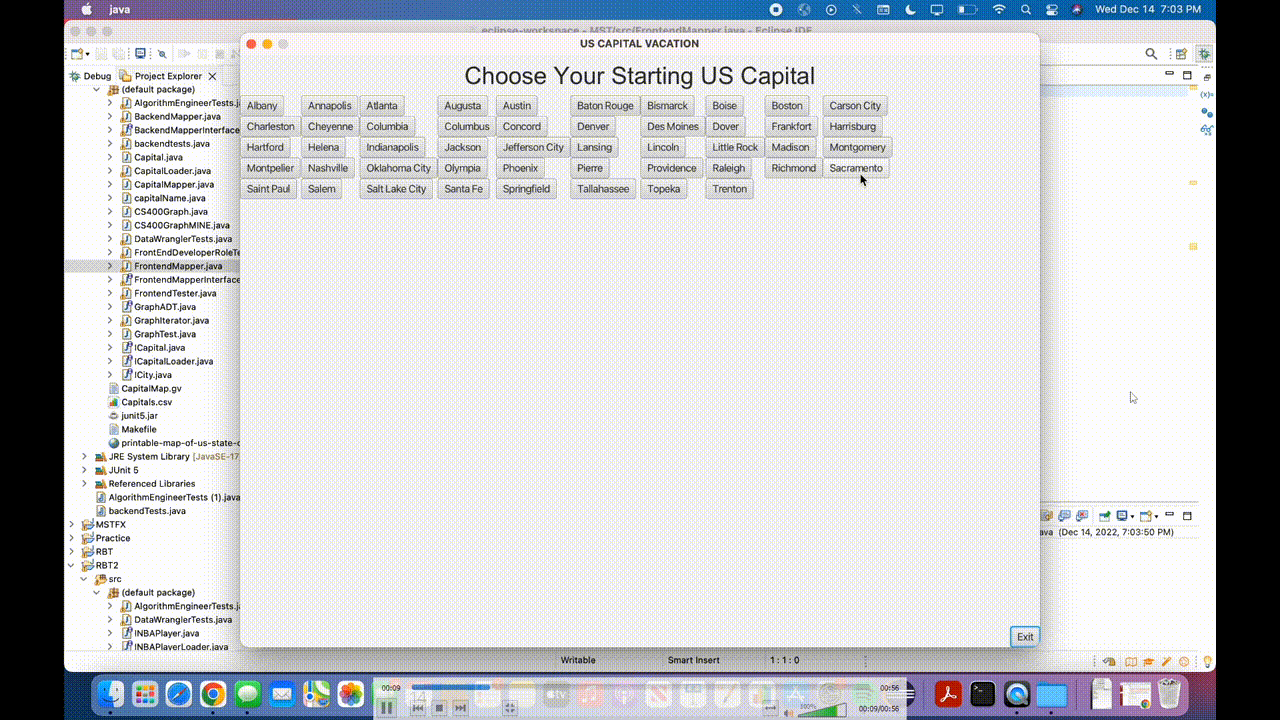 java
Wed Dec 14 7:03 PM
eclipse-workspace - MST/src/FrontendMapper.java - Eclipse IDE
US CAPITAL VACATION
Debug
Project Explorer
Choose Your Starting US Capital
(default package)
AlgorithmEngineerTests.j
BackendMapper.java
BackendMapperInterface
backendtests.java
Capital.java
CapitalLoader.java
CapitalMapper.java
capitalName.java
CS400Graph.java
CS400GraphMINE.java
DataWranglerTests.java
FrontEndDeveloperRoleTe
FrontendMapper.java
FrontendMapperInterface
FrontendTester.java
GraphADT.java
GraphIterator.java
GraphTest.java
ICapital.java
ICapitalLoader.java
ICity.java
CapitalMap.gv
Capitals.csv
junit5.jar
Makefile
printable-map-of-us-state-c
JRE System Library [JavaSE-17
JUnit 5
Referenced Libraries
AlgorithmEngineerTests (1).java
backendTests.java
MSTFX
Practice
RBT
RBT2
src
(default package)
AlgorithmEngineerTests.ja
DataWranglerTests.java
INBAPlayer.java
INBAPlayerLoader.java
Albany Annapolis Atlanta Augusta Austin Baton Rouge Bismarck Boise Boston Carson City
Charleston Cheyenne Columbia Columbus Concord Denver Des Moines Dover Frankfort Harrisburg
Hartford Helena Indianapolis Jackson Jefferson City Lansing Lincoln Little Rock Madison Montgomery
Montpelier Nashville Oklahoma City Olympia Phoenix Pierre Providence Raleigh Richmond Sacramento
Saint Paul Salem Salt Lake City Santa Fe Springfield Tallahassee Topeka Trenton
Exit
ava (Dec 14, 2022, 7:03:50 PM)
Writable
Smart Insert
1 : 1 : 0
00:09
00:56
100%
00:09/00:56